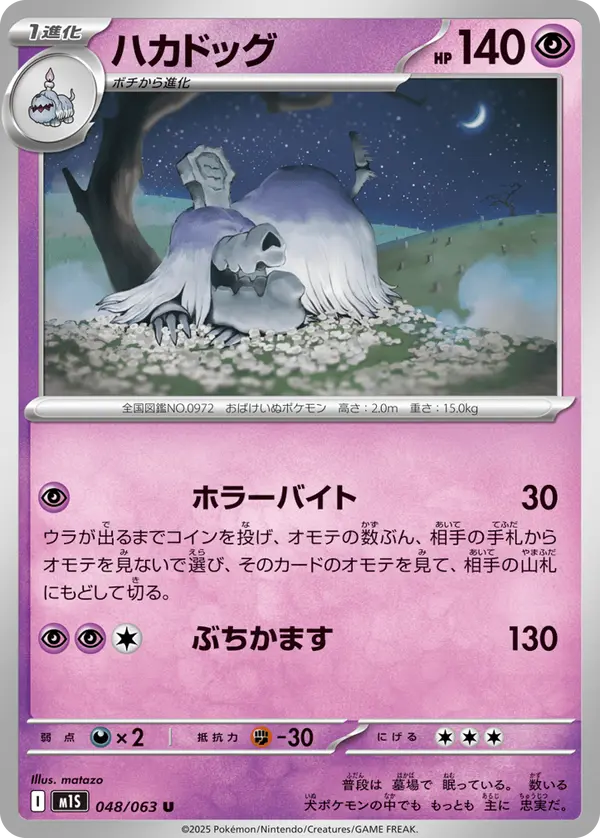 1進化
ハカドッグ
HP 140
ポチから進化
全国図鑑NO.0972 おばけいぬポケモン 高さ:2.0m 重さ:15.0kg
ホラーバイト 30
ウラが出るまでコインを投げ、オモテの数ぶん、相手の手札から
オモテを見ないで選び、そのカードのオモテを見て、相手の山札
にもどして切る。
ぶちかます 130
弱点 ×2 抵抗力 -30 にげる
Illus. matazo
I M1S 048/063 U
普段は 墓場で 眠っている。数いる
犬ポケモンの中でも もっとも 主に 忠実だ。
©2025 Pokémon/Nintendo/Creatures/GAME FREAK.